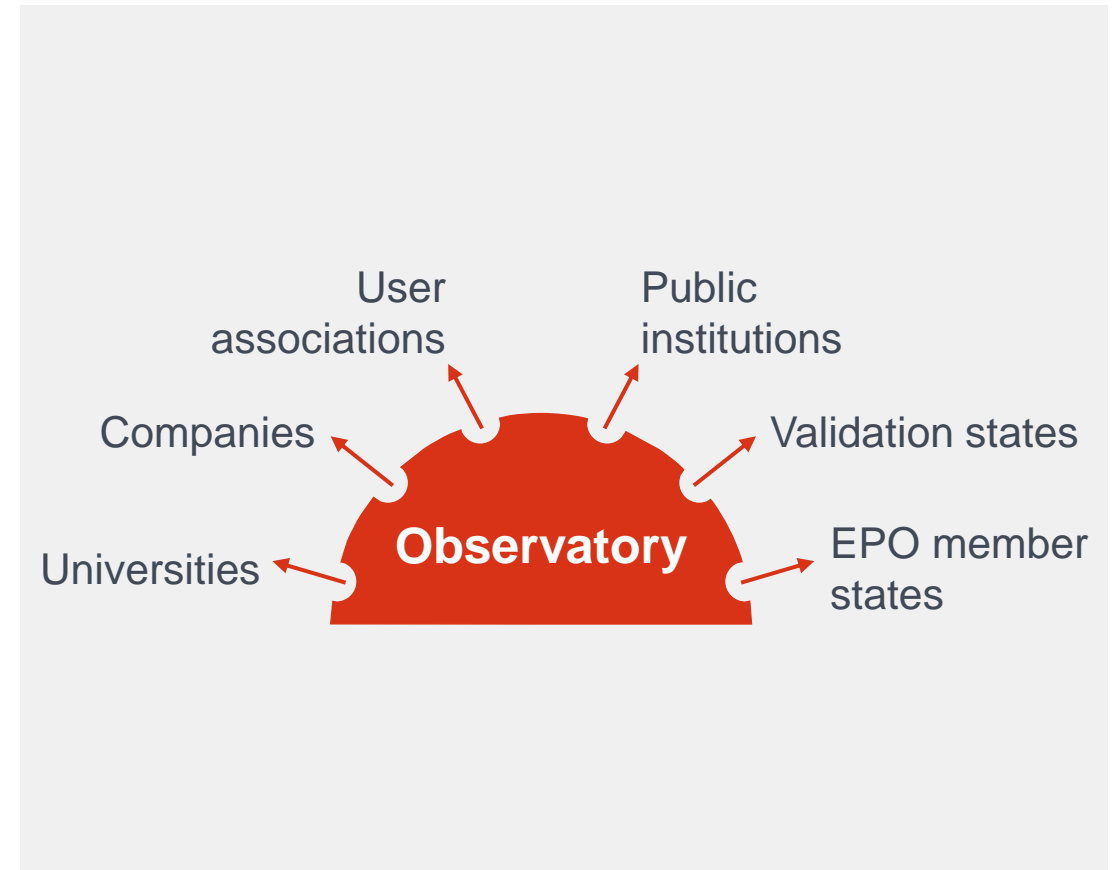 User
associations
Public
institutions
Companies
Validation states
Observatory
Universities
EPO member
states